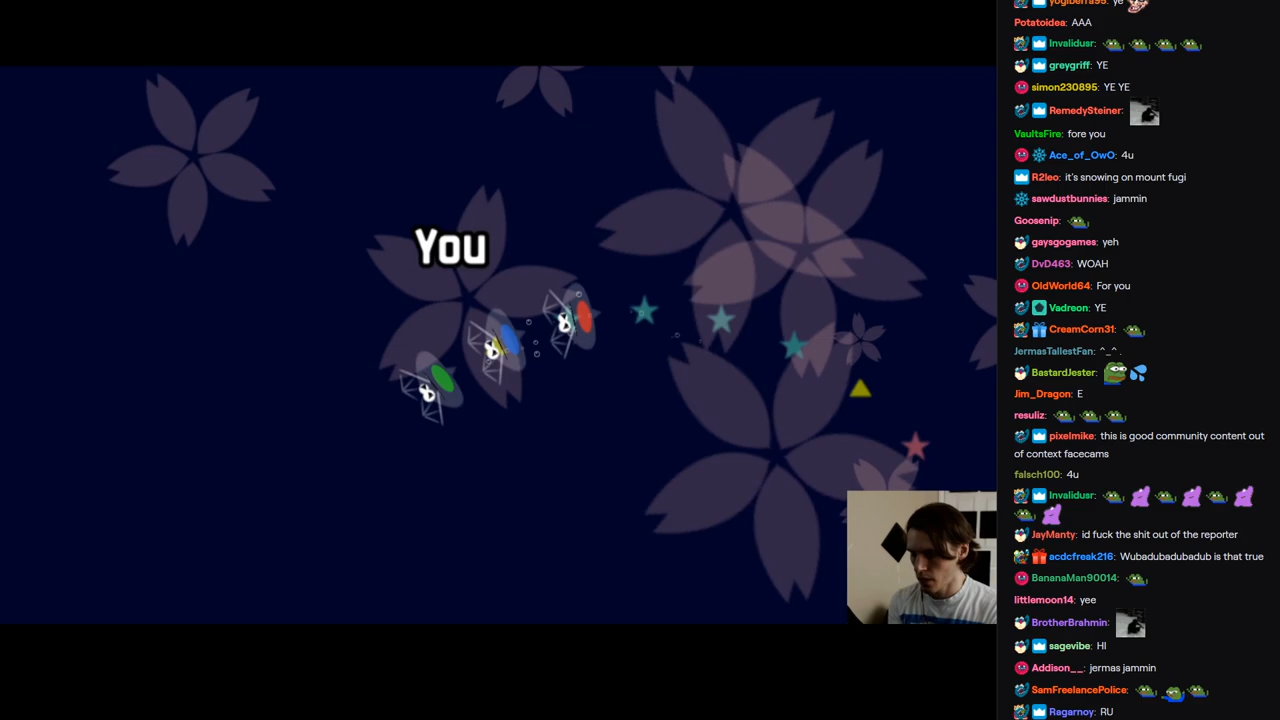 You
yogiberra95: ye
Potatoidea: AAA
Invalidusr:
greygriff: YE
simon230895: YE YE
RemedySteiner:
VaultsFire: fore you
Ace_of_OwO: 4u
R2leo: it's snowing on mount fugi
sawdustbunnies: jammin
Goosenip:
gaysgogames: yeh
DvD463: WOAH
OldWorld64: For you
Vadreon: YE
CreamCorn31:
JermasTallestFan: ^_^ .
BastardJester:
Jim_Dragon: E
resuliz:
pixelmike: this is good community content out
of context facecams
falsch100: 4u
Invalidusr:
JayManty: id fuck the shit out of the reporter
acdcfreak216: Wubadubadubadub is that true
BananaMan90014:
littlemoon14: yee
BrotherBrahmin:
sagevibe: HI
Addison__: jermas jammin
SamFreelancePolice:
Ragarnoy: RU